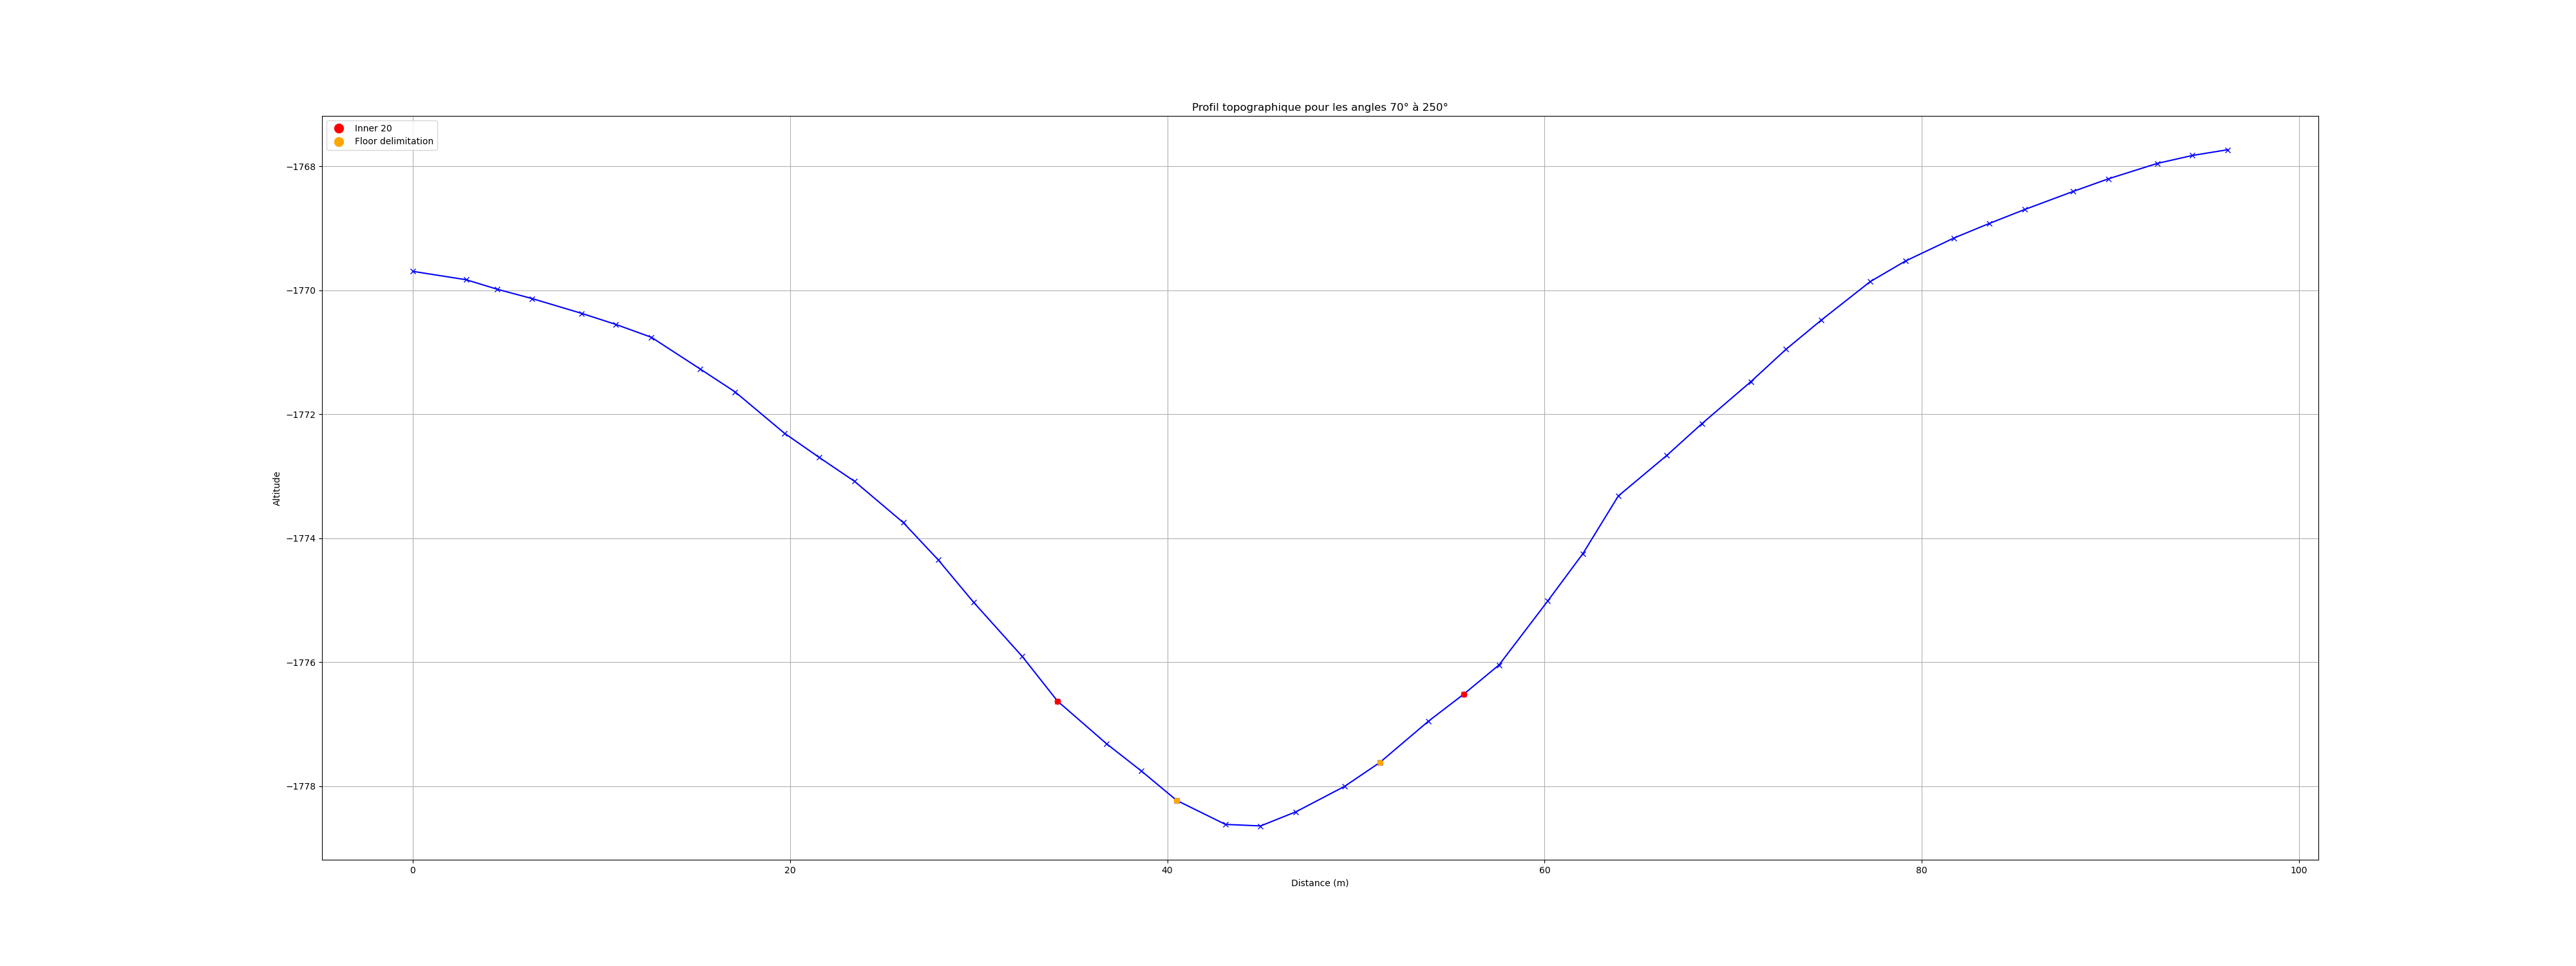 Profil topographique pour les angles 70° à 250°
Inner 20
Floor delimitation
−1768
−1770
−1772
−1774
−1776
−1778
Altitude
0 20 40 60 80 100
Distance (m)